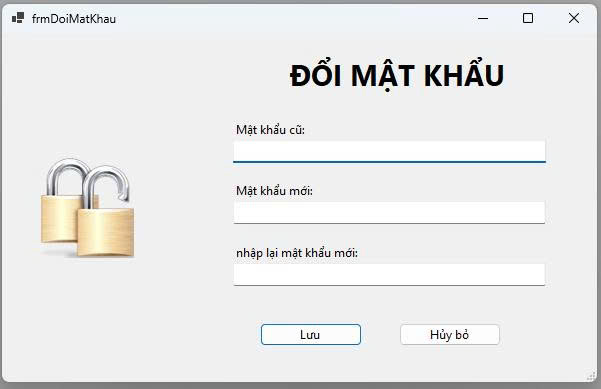 frmDoiMatKhau
ĐỔI MẬT KHẨU
Mật khẩu cũ:
Mật khẩu mới:
nhập lại mật khẩu mới:
Lưu
Hủy bỏ